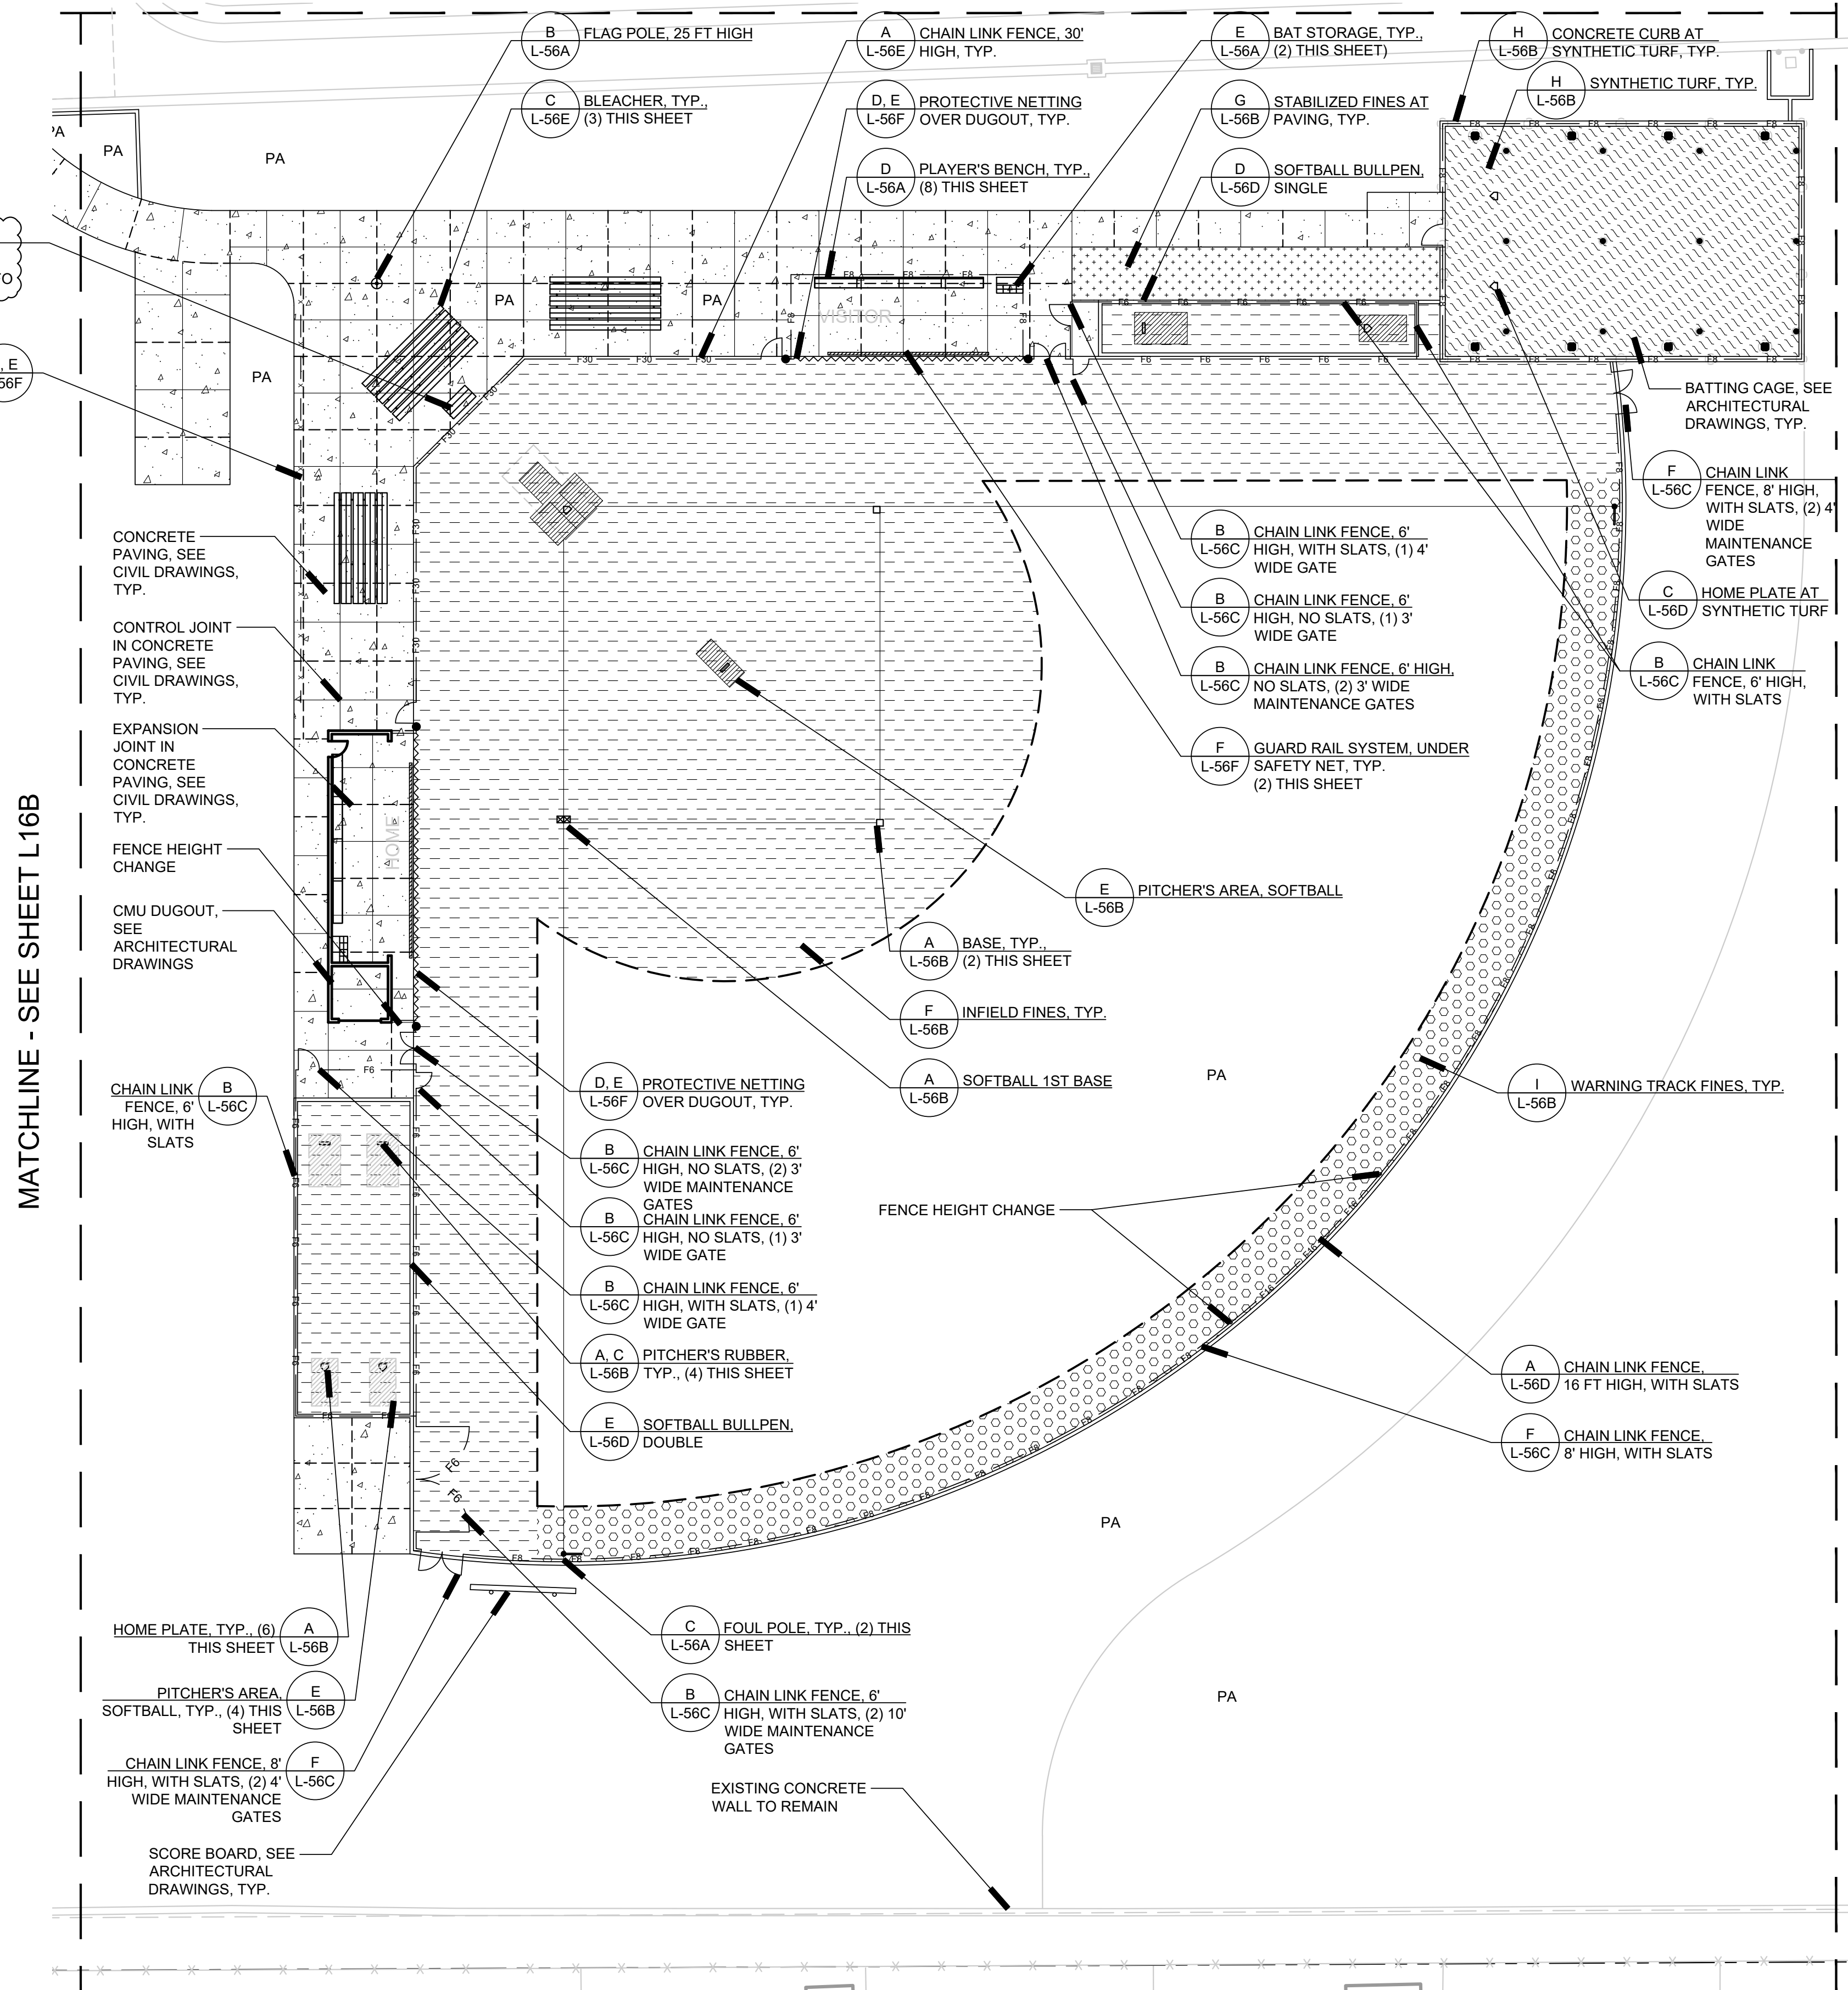 B
L-56A
FLAG POLE, 25 FT HIGH
A
L-56E
CHAIN LINK FENCE, 30'
HIGH, TYP.
E
L-56A
BAT STORAGE, TYP.,
(2) THIS SHEET)
H
L-56B
CONCRETE CURB AT
SYNTHETIC TURF, TYP.
C
L-56E
BLEACHER, TYP.,
(3) THIS SHEET
D, E
L-56F
PROTECTIVE NETTING
OVER DUGOUT, TYP.
G
L-56B
STABILIZED FINES AT
PAVING, TYP.
H
L-56B
SYNTHETIC TURF, TYP.
D
L-56A
PLAYER'S BENCH, TYP.,
(8) THIS SHEET
D
L-56D
SOFTBALL BULLPEN,
SINGLE
PA
PA
PA
PA
PA
PA
VISITOR
, E
56F
BATTING CAGE, SEE
ARCHITECTURAL
DRAWINGS, TYP.
F
L-56C
CHAIN LINK
FENCE, 8' HIGH,
WITH SLATS, (2) 4'
WIDE
MAINTENANCE
GATES
C
L-56D
HOME PLATE AT
SYNTHETIC TURF
B
L-56C
CHAIN LINK
FENCE, 6' HIGH,
WITH SLATS
B
L-56C
CHAIN LINK FENCE, 6'
HIGH, WITH SLATS, (1) 4'
WIDE GATE
B
L-56C
CHAIN LINK FENCE, 6'
HIGH, NO SLATS, (1) 3'
WIDE GATE
B
L-56C
CHAIN LINK FENCE, 6' HIGH,
NO SLATS, (2) 3' WIDE
MAINTENANCE GATES
F
L-56F
GUARD RAIL SYSTEM, UNDER
SAFETY NET, TYP.
(2) THIS SHEET
CONCRETE
PAVING, SEE
CIVIL DRAWINGS,
TYP.
CONTROL JOINT
IN CONCRETE
PAVING, SEE
CIVIL DRAWINGS,
TYP.
EXPANSION
JOINT IN
CONCRETE
PAVING, SEE
CIVIL DRAWINGS,
TYP.
FENCE HEIGHT
CHANGE
CMU DUGOUT,
SEE
ARCHITECTURAL
DRAWINGS
HOME
MATCHLINE - SEE SHEET L16B
E
L-56B
PITCHER'S AREA, SOFTBALL
A
L-56B
BASE, TYP.,
(2) THIS SHEET
F
L-56B
INFIELD FINES, TYP.
A
L-56B
SOFTBALL 1ST BASE
PA
I
L-56B
WARNING TRACK FINES, TYP.
CHAIN LINK
FENCE, 6'
HIGH, WITH
SLATS
B
L-56C
D, E
L-56F
PROTECTIVE NETTING
OVER DUGOUT, TYP.
B
L-56C
CHAIN LINK FENCE, 6'
HIGH, NO SLATS, (2) 3'
WIDE MAINTENANCE
GATES
B
L-56C
CHAIN LINK FENCE, 6'
HIGH, NO SLATS, (1) 3'
WIDE GATE
B
L-56C
CHAIN LINK FENCE, 6'
HIGH, WITH SLATS, (1) 4'
WIDE GATE
A, C
L-56B
PITCHER'S RUBBER,
TYP., (4) THIS SHEET
E
L-56D
SOFTBALL BULLPEN,
DOUBLE
FENCE HEIGHT CHANGE
A
L-56D
CHAIN LINK FENCE,
16 FT HIGH, WITH SLATS
F
L-56C
CHAIN LINK FENCE,
8' HIGH, WITH SLATS
F6
F6
F6
PA
PA
HOME PLATE, TYP., (6)
THIS SHEET
A
L-56B
PITCHER'S AREA,
SOFTBALL, TYP., (4) THIS
SHEET
E
L-56B
CHAIN LINK FENCE, 8'
HIGH, WITH SLATS, (2) 4'
WIDE MAINTENANCE
GATES
F
L-56C
SCORE BOARD, SEE
ARCHITECTURAL
DRAWINGS, TYP.
C
L-56A
FOUL POLE, TYP., (2) THIS
SHEET
B
L-56C
CHAIN LINK FENCE, 6'
HIGH, WITH SLATS, (2) 10'
WIDE MAINTENANCE
GATES
EXISTING CONCRETE
WALL TO REMAIN